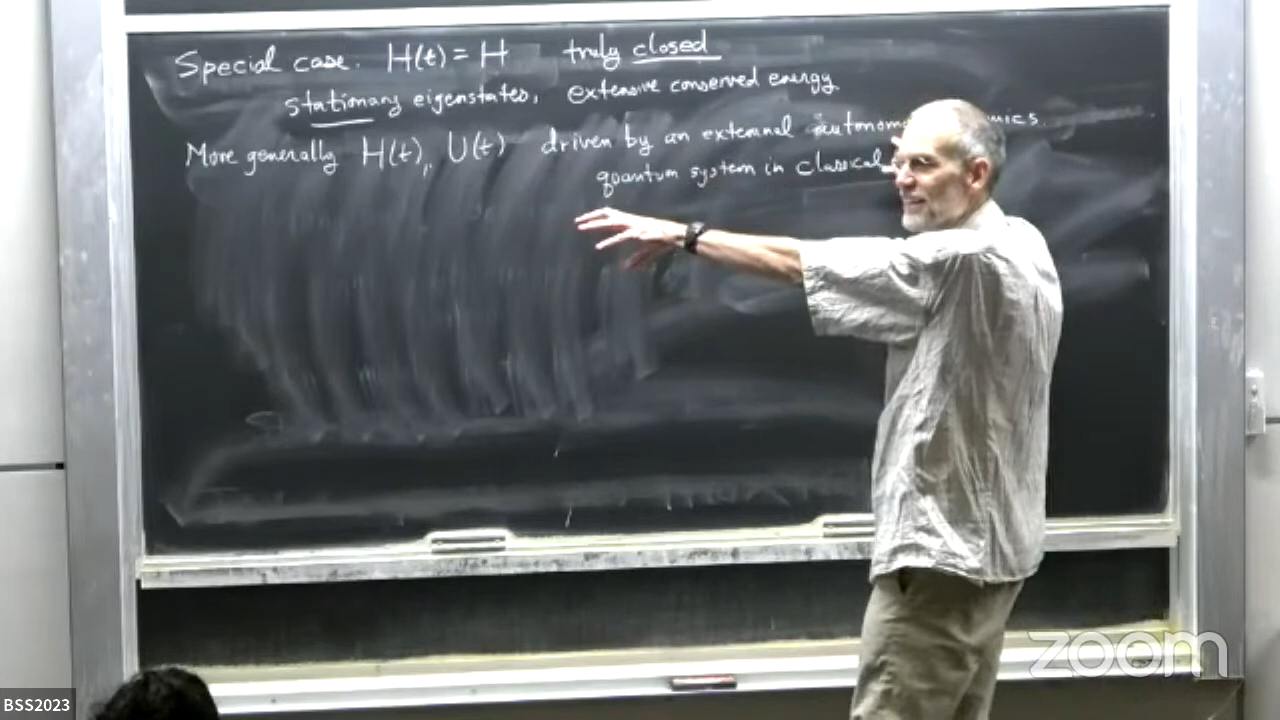 Special case. H(t) = H truly closed
stationary eigenstates, extensive conserved energy
More generally H(t), U(t) driven by an external
quantum system in classical
zoom
BSS2023